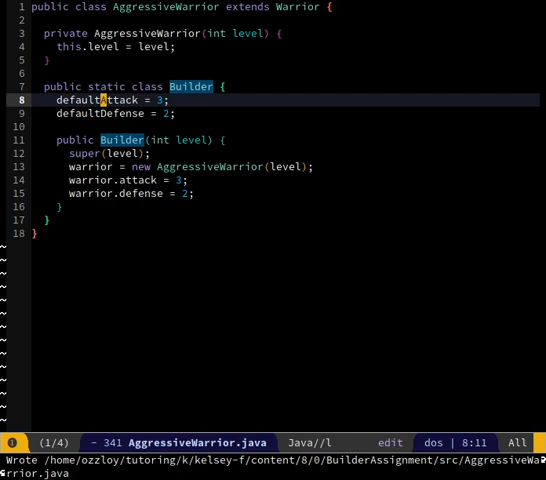 1 public class AggressiveWarrior extends Warrior {
2
3 private AggressiveWarrior(int level) {
4 this.level = level;
5 }
6
7 public static class Builder {
8 defaultAttack = 3;
9 defaultDefense = 2;
10
11 public Builder(int level) {
12 super(level);
13 warrior = new AggressiveWarrior(level);
14 warrior.attack = 3;
15 warrior.defense = 2;
16 }
17 }
18 }
~
~
~
~
~
~
~
~
~
~
~
~
~
~
1 (1/4) - 341 AggressiveWarrior.java Java//l edit dos | 8:11 All
Wrote /home/ozzloy/tutoring/k/kelsey-f/content/8/0/BuilderAssignment/src/AggressiveWa
rrior.java